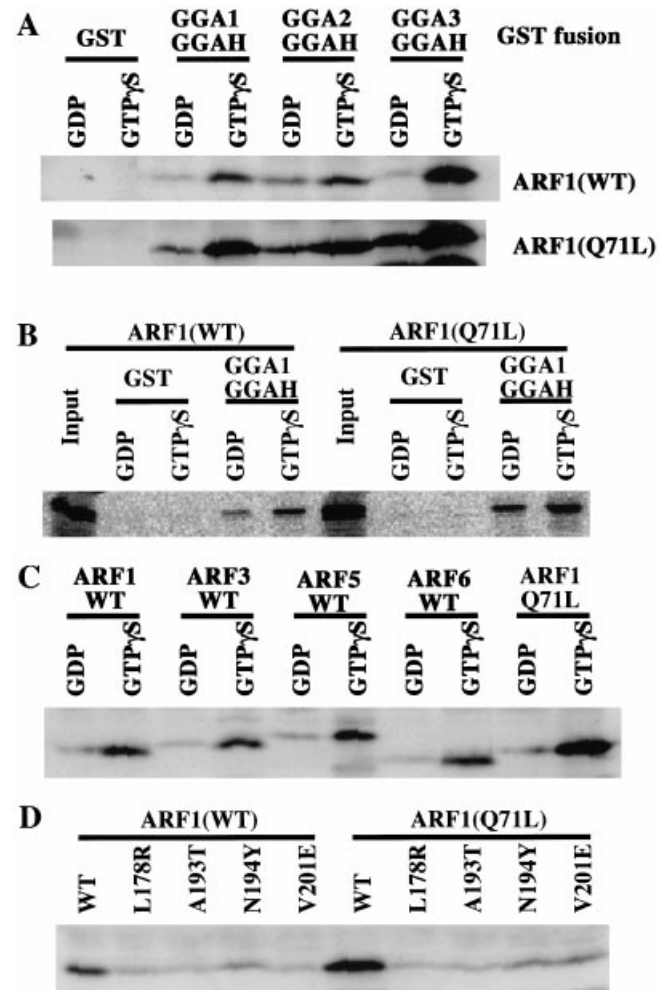 A
GST GGA1 GGAH GGA2 GGAH GGA3 GGAH GST fusion
GDP GTPγS GDP GTPγS GDP GTPγS GDP GTPγS
ARF1(WT)
ARF1(Q71L)
B
ARF1(WT) ARF1(Q71L)
Input GST GGA1 GGAH Input GST GGA1 GGAH
GDP GTPγS GDP GTPγS GDP GTPγS GDP GTPγS
C
ARF1 WT ARF3 WT ARF5 WT ARF6 WT ARF1 Q71L
GDP GTPγS GDP GTPγS GDP GTPγS GDP GTPγS GDP GTPγS
D
ARF1(WT) ARF1(Q71L)
WT L178R A193T N194Y V201E WT L178R A193T N194Y V201E